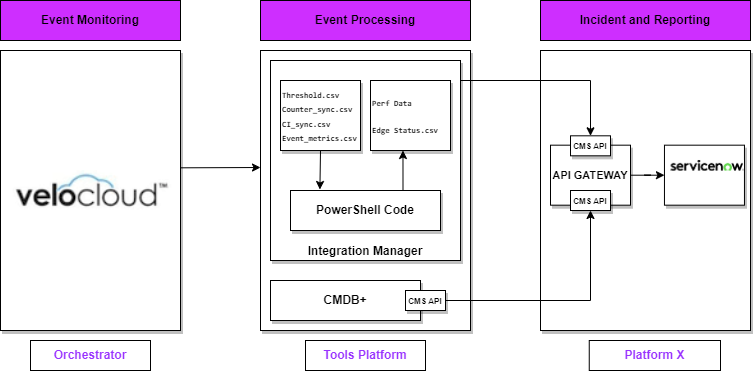 Event Monitoring
Event Processing
Incident and Reporting
velocloud™
Threshold.csv
Counter_sync.csv
CI_sync.csv
Event_metrics.csv
Perf Data
Edge Status.csv
PowerShell Code
Integration Manager
CMDB+
CMS API
CMS API
API GATEWAY
CMS API
servicenow
Orchestrator
Tools Platform
Platform X